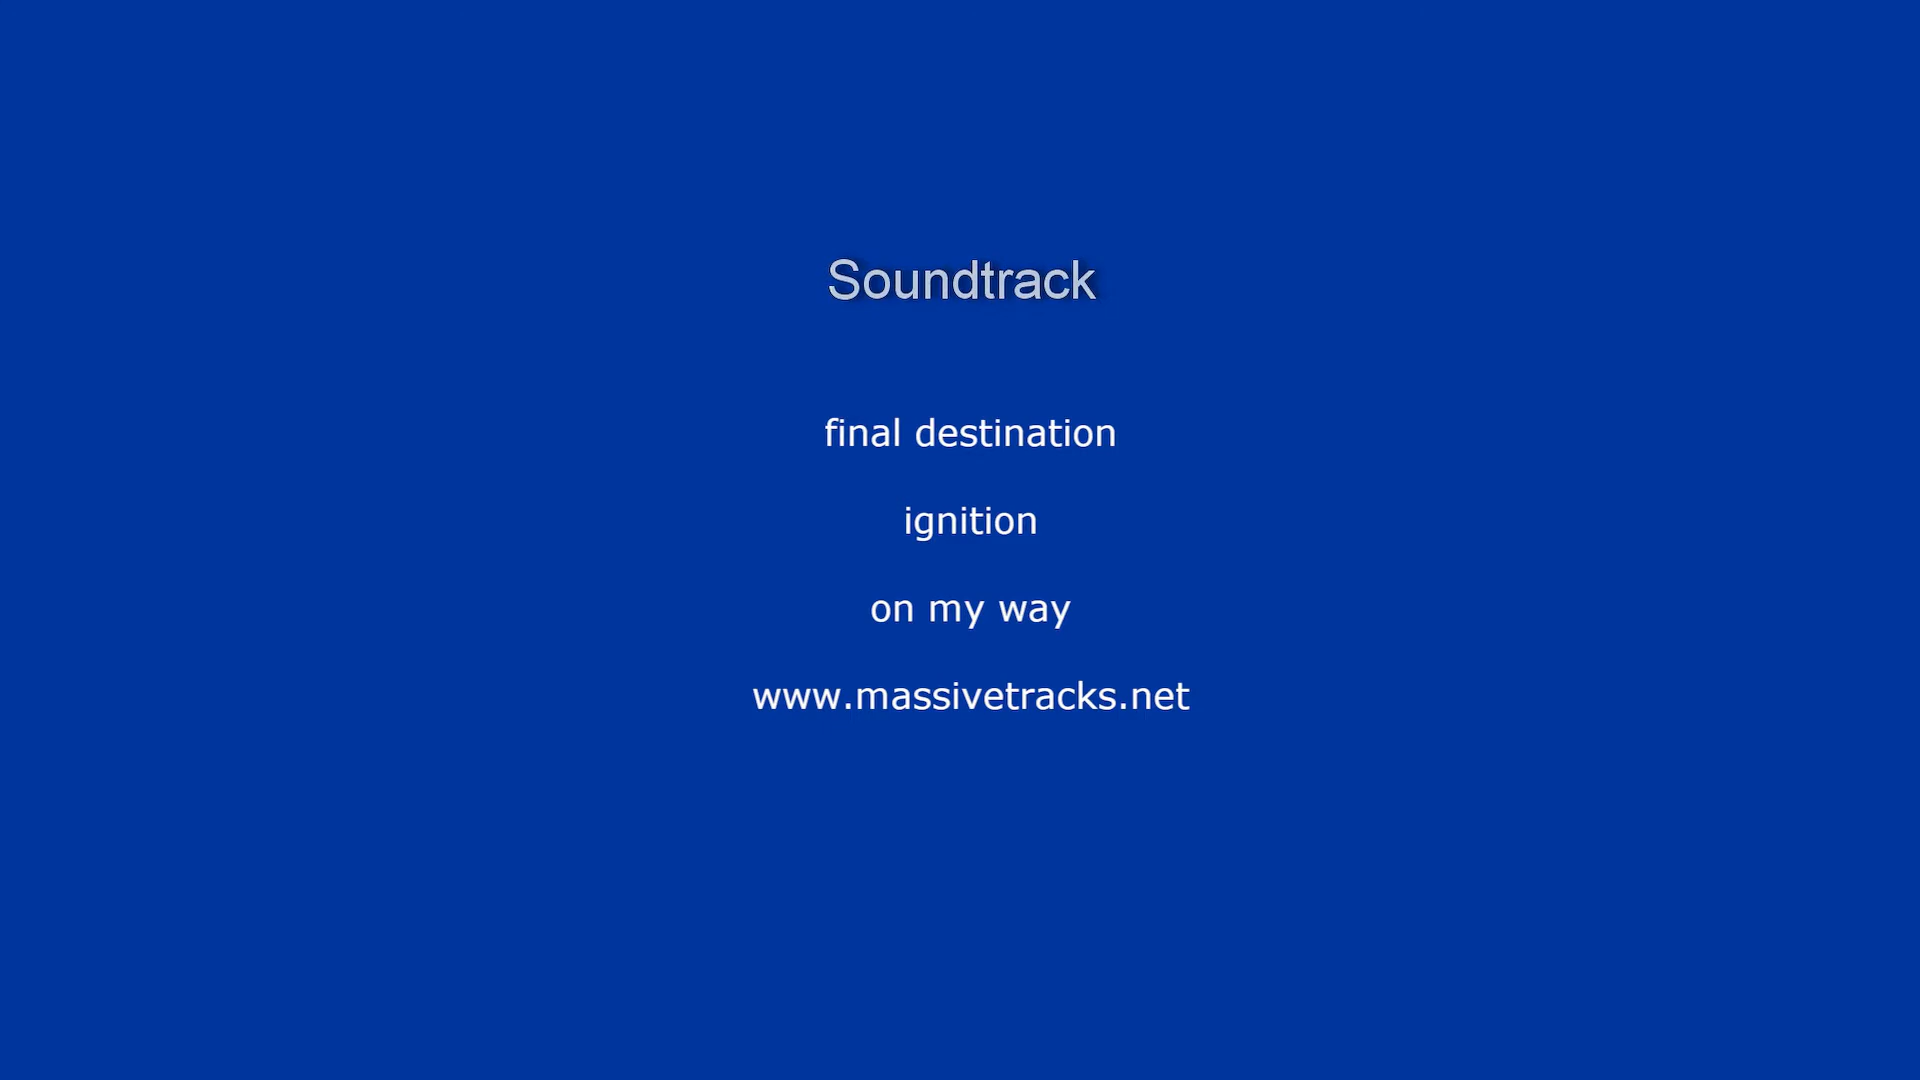 Soundtrack
final destination
ignition
on my way
www.massivetracks.net